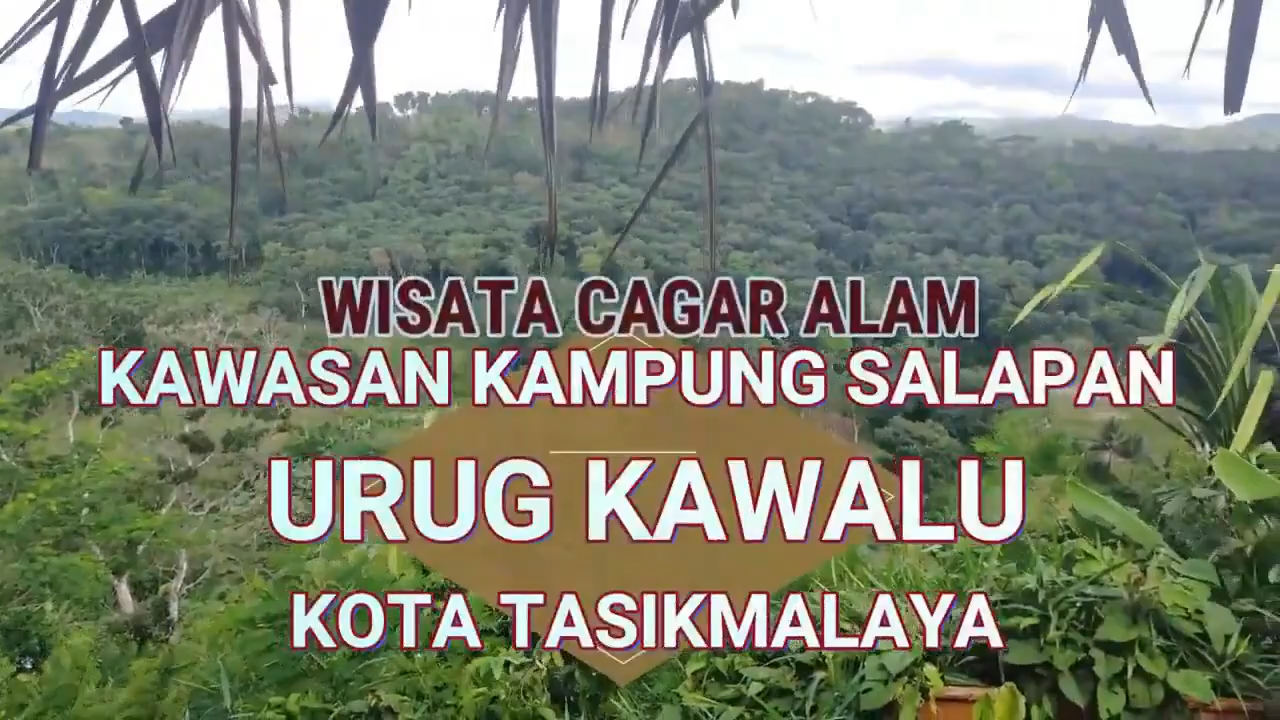 WISATA CAGAR ALAM
KAWASAN KAMPUNG SALAPAN
URUG KAWALU
KOTA TASIKMALAYA